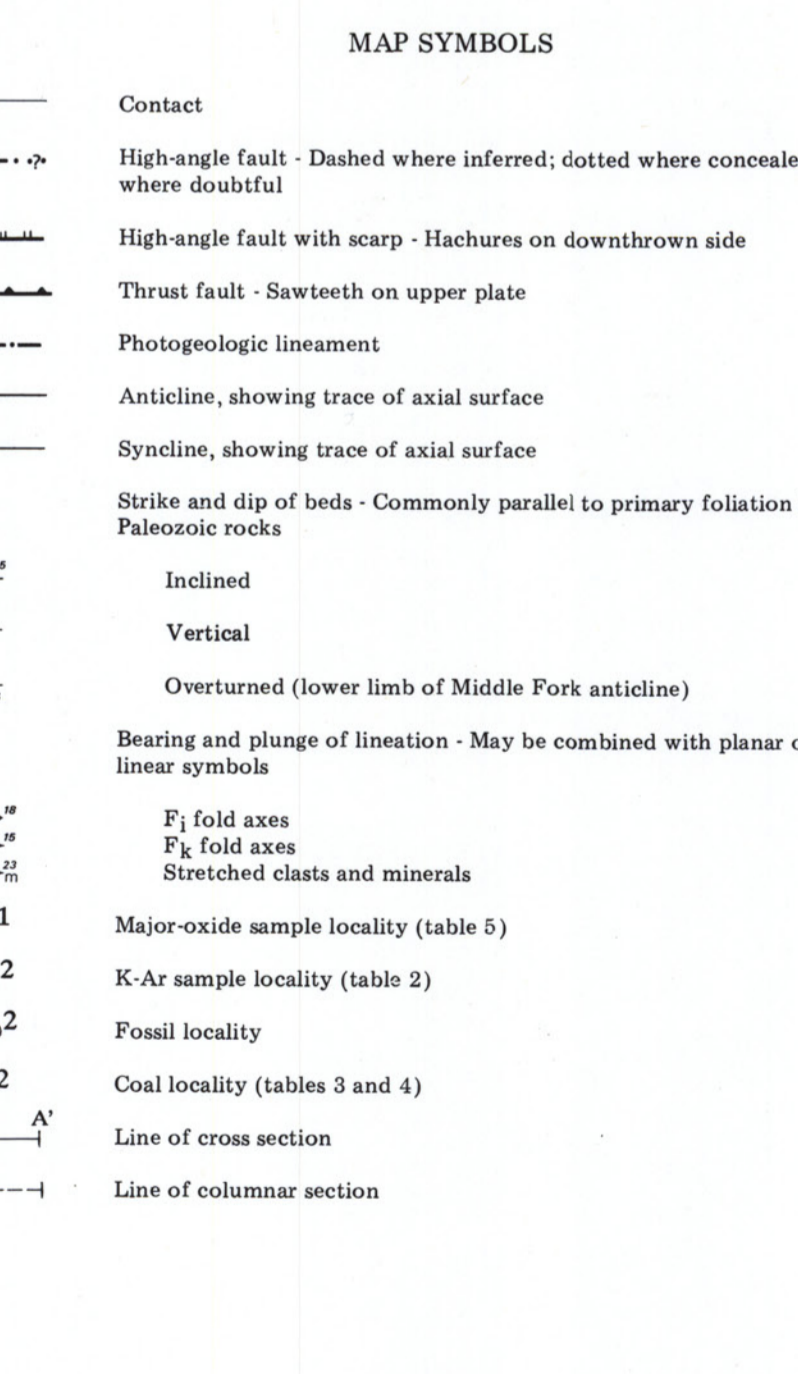 MAP SYMBOLS
Contact
?
High-angle fault - Dashed where inferred; dotted where conceale
where doubtful
High-angle fault with scarp - Hachures on downthrown side
Thrust fault - Sawteeth on upper plate
Photogeologic lineament
Anticline, showing trace of axial surface
Syncline, showing trace of axial surface
Strike and dip of beds - Commonly parallel to primary foliation
Paleozoic rocks
5 Inclined
Vertical
Overturned (lower limb of Middle Fork anticline)
Bearing and plunge of lineation - May be combined with planar
linear symbols
18 Fj fold axes
15 Fk fold axes
23 m Stretched clasts and minerals
1 Major-oxide sample locality (table 5)
2 K-Ar sample locality (table 2)
2 Fossil locality
2 Coal locality (tables 3 and 4)
A'
Line of cross section
Line of columnar section